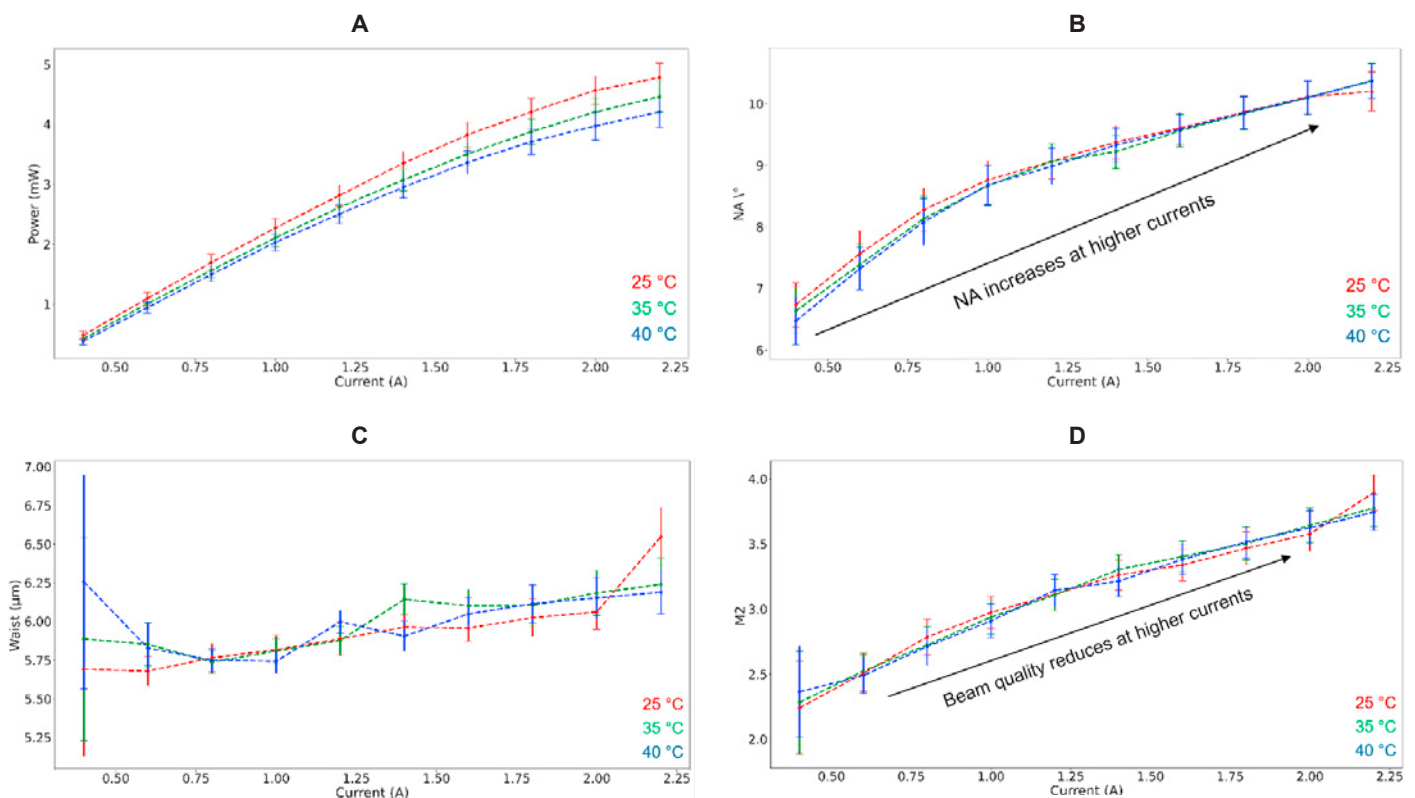 A
5
4
3
2
1
Power (mW)
0.50 0.75 1.00 1.25 1.50 1.75 2.00 2.25
Current (A)
25 °C
35 °C
40 °C
B
10
9
8
7
6
NA \°
0.50 0.75 1.00 1.25 1.50 1.75 2.00 2.25
Current (A)
NA increases at higher currents
25 °C
35 °C
40 °C
C
7.00
6.75
6.50
6.25
6.00
5.75
5.50
5.25
Waist (μm)
0.50 0.75 1.00 1.25 1.50 1.75 2.00 2.25
Current (A)
25 °C
35 °C
40 °C
D
4.0
3.5
3.0
2.5
2.0
M2
0.50 0.75 1.00 1.25 1.50 1.75 2.00 2.25
Current (A)
Beam quality reduces at higher currents
25 °C
35 °C
40 °C